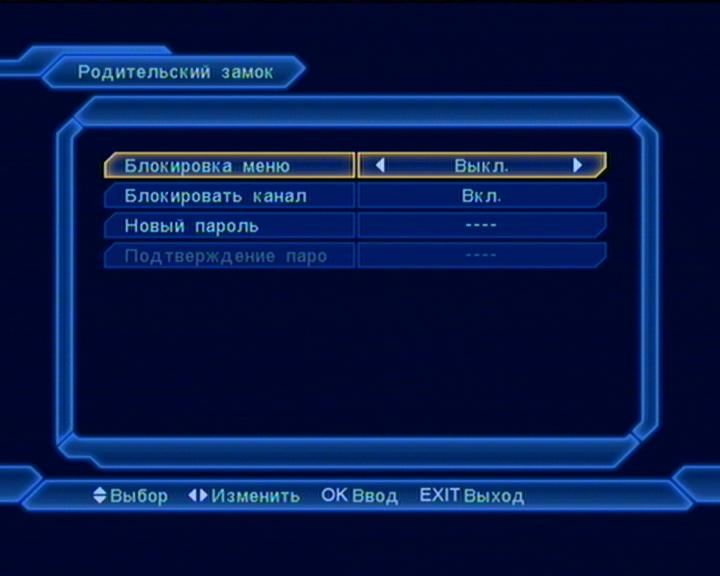 Родительский замок
Блокировка меню Выкл.
Блокировать канал Вкл.
Новый пароль ----
Подтверждение паро ----
Выбор Изменить OK Ввод EXIT Выход